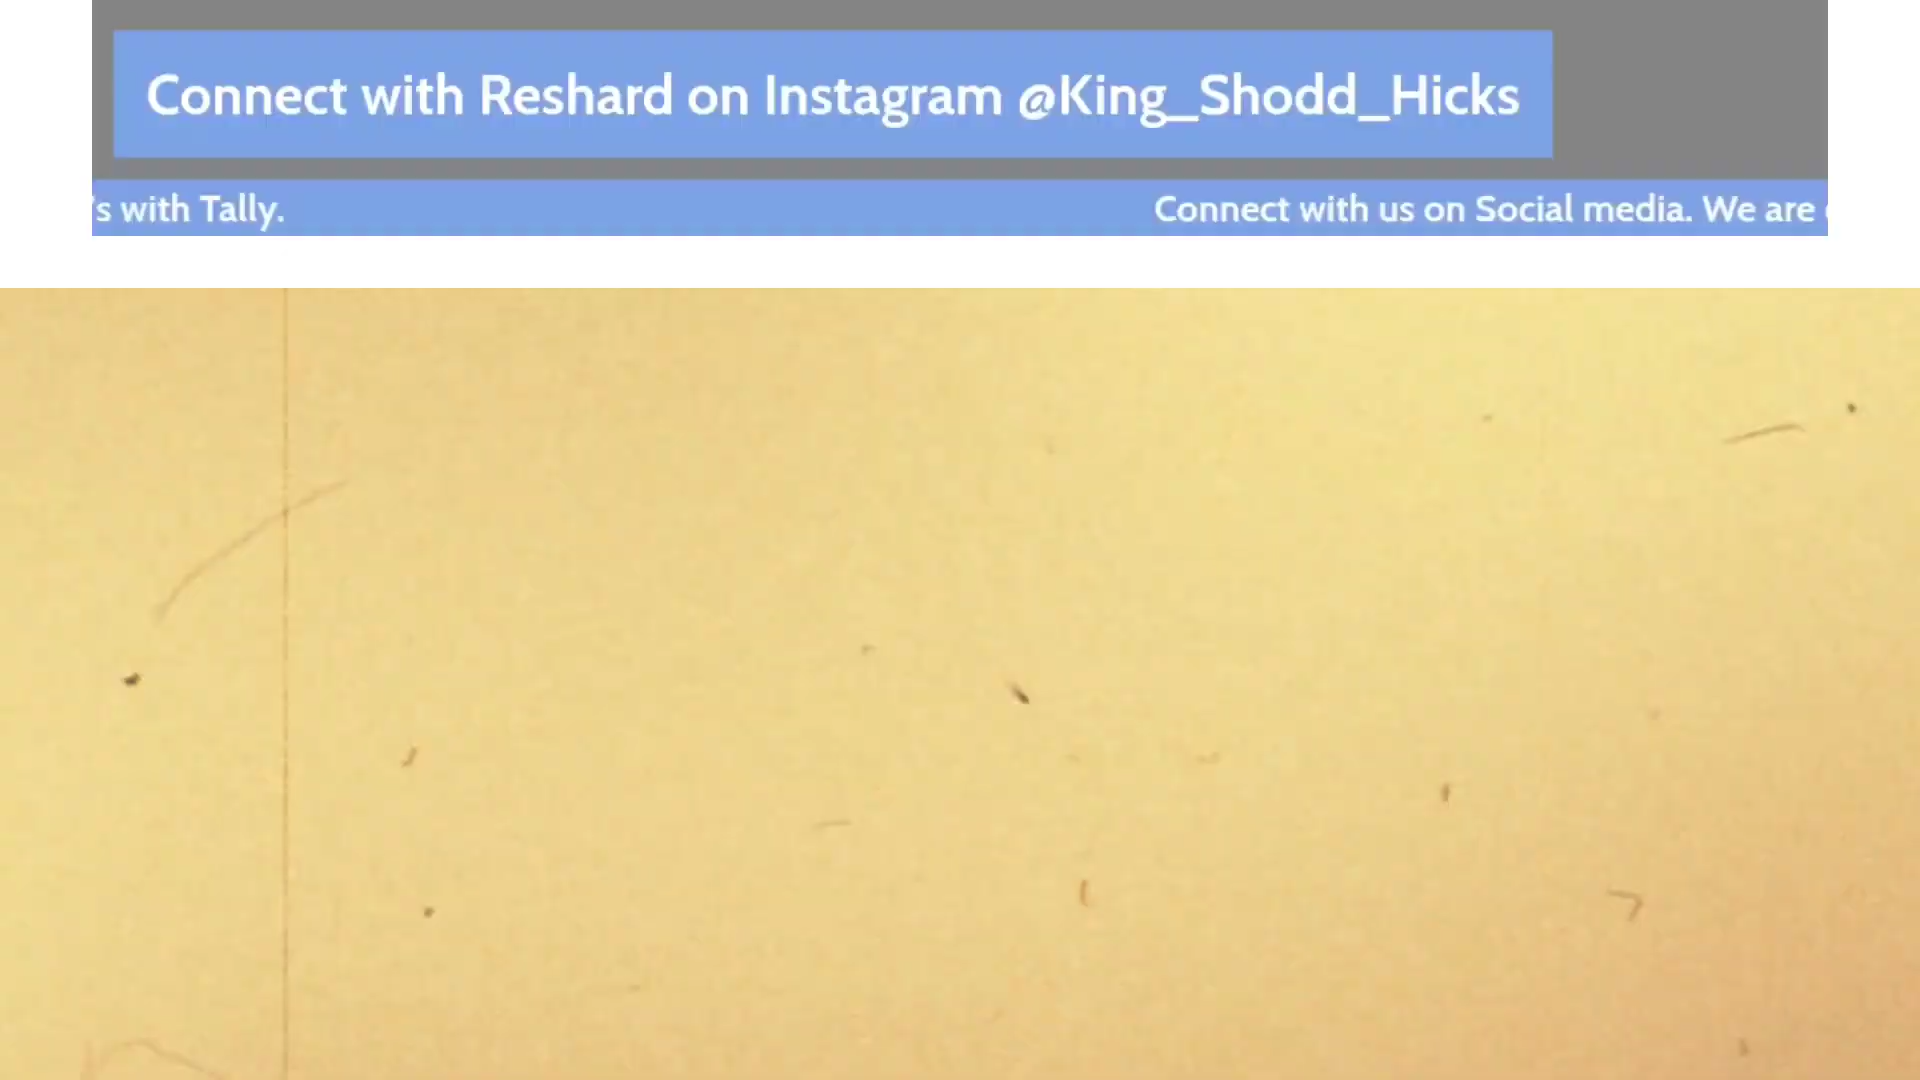 Connect with Reshard on Instagram @King_Shodd_Hicks
's with Tally. Connect with us on Social media. We are